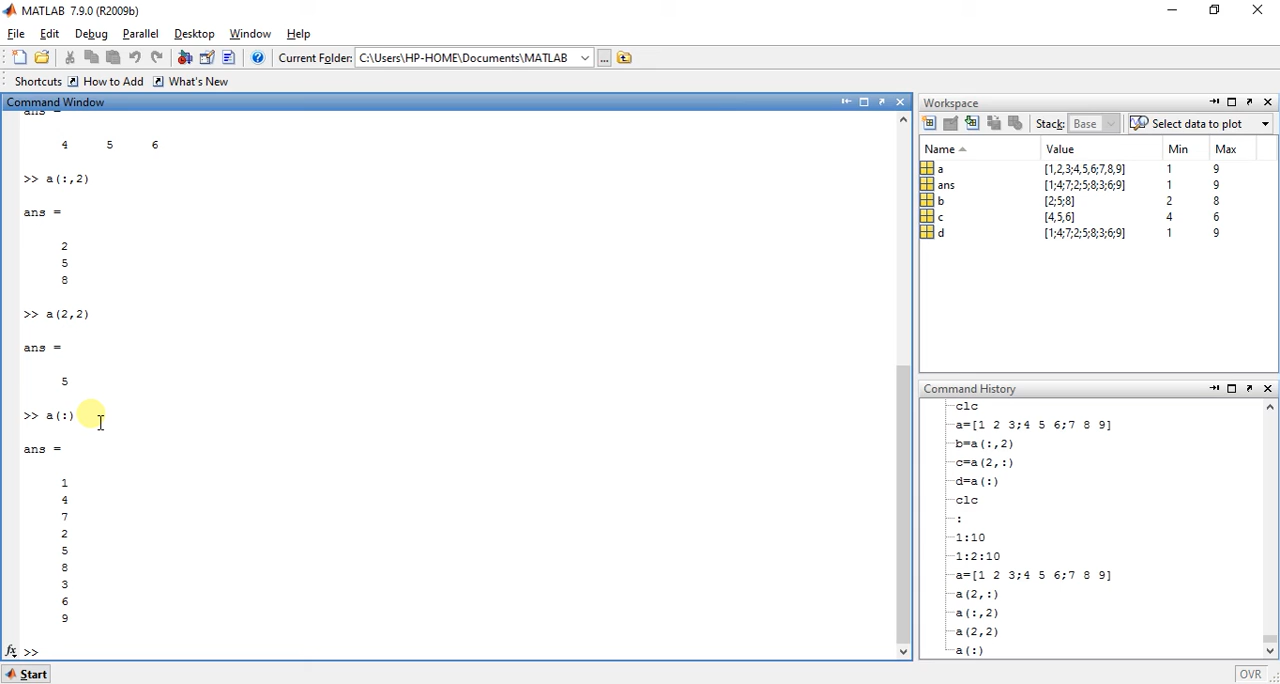 MATLAB 7.9.0 (R2009b)
File Edit Debug Parallel Desktop Window Help
Current Folder: C:\Users\HP-HOME\Documents\MATLAB ...
Shortcuts How to Add What's New
Command Window
ans =
4 5 6
>> a(:,2)
ans =
2
5
8
>> a(2,2)
ans =
5
>> a(:)
ans =
1
4
7
2
5
8
3
6
9
fx >>
Workspace
Stack: Base Select data to plot
Name Value Min Max
a [1,2,3;4,5,6;7,8,9] 1 9
ans [1;4;7;2;5;8;3;6;9] 1 9
b [2;5;8] 2 8
c [4,5,6] 4 6
d [1;4;7;2;5;8;3;6;9] 1 9
Command History
clc
a=[1 2 3;4 5 6;7 8 9]
b=a(:,2)
c=a(2,:)
d=a(:)
clc
:
1:10
1:2:10
a=[1 2 3;4 5 6;7 8 9]
a(2,:)
a(:,2)
a(2,2)
a(:)
Start
OVR